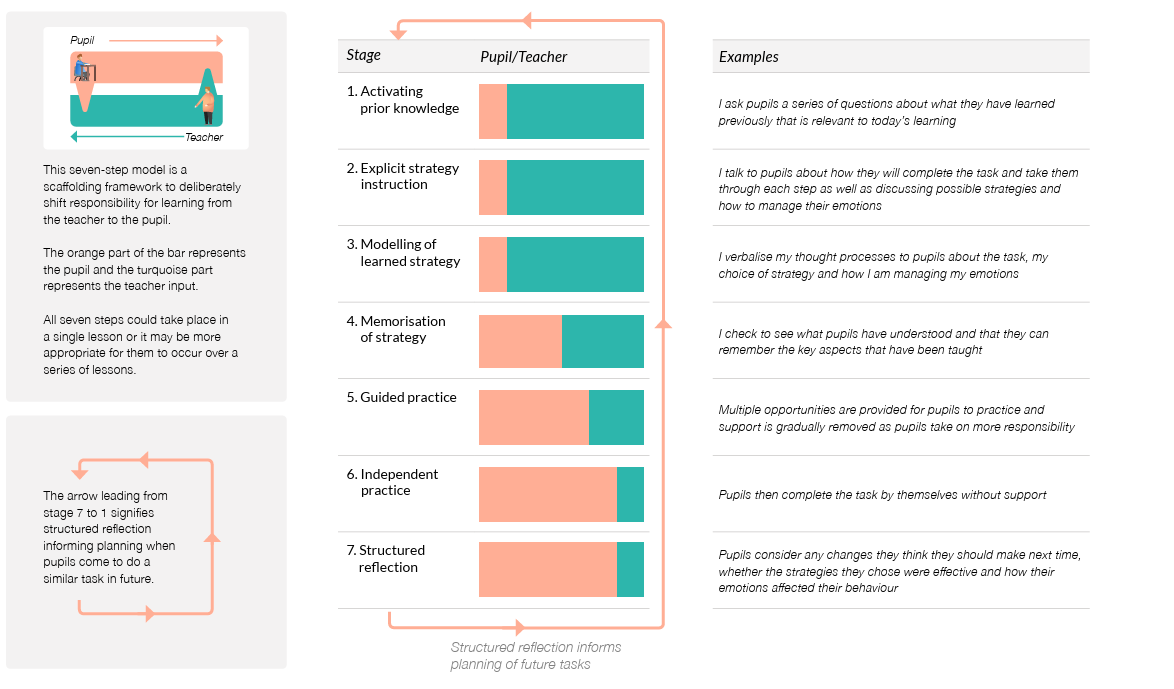 Pupil
Teacher
This seven-step model is a
scaffolding framework to deliberately
shift responsibility for learning from
the teacher to the pupil.
The orange part of the bar represents
the pupil and the turquoise part
represents the teacher input.
All seven steps could take place in
a single lesson or it may be more
appropriate for them to occur over a
series of lessons.
The arrow leading from
stage 7 to 1 signifies
structured reflection
informing planning when
pupils come to do a
similar task in future.
Stage
Pupil/Teacher
Examples
1. Activating
prior knowledge
I ask pupils a series of questions about what they have learned
previously that is relevant to today's learning
2. Explicit strategy
instruction
I talk to pupils about how they will complete the task and take them
through each step as well as discussing possible strategies and
how to manage their emotions
3. Modelling of
learned strategy
I verbalise my thought processes to pupils about the task, my
choice of strategy and how I am managing my emotions
4. Memorisation
of strategy
I check to see what pupils have understood and that they can
remember the key aspects that have been taught
5. Guided practice
Multiple opportunities are provided for pupils to practice and
support is gradually removed as pupils take on more responsibility
6. Independent
practice
Pupils then complete the task by themselves without support
7. Structured
reflection
Pupils consider any changes they think they should make next time,
whether the strategies they chose were effective and how their
emotions affected their behaviour
Structured reflection informs
planning of future tasks